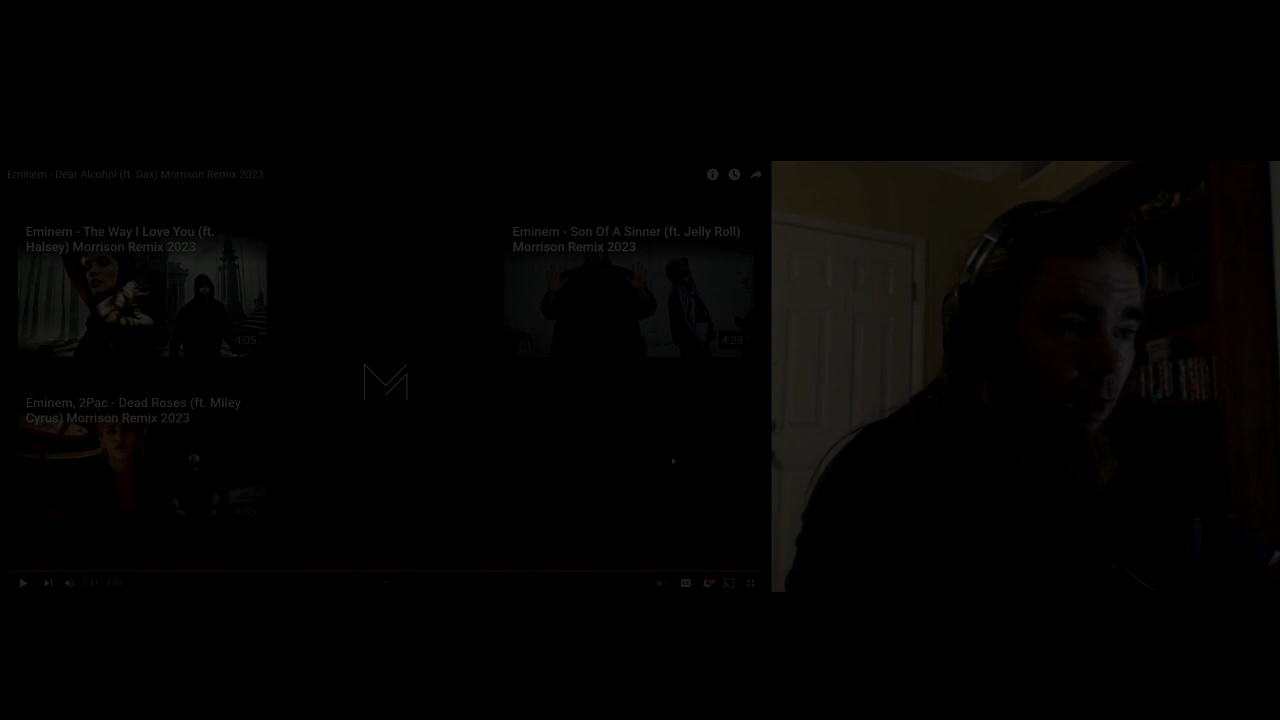 Eminem - Dear Alcohol (ft. Dax) Morrison Remix 2023
Eminem - The Way I Love You (ft.
Halsey) Morrison Remix 2023
4:05
Eminem - Son Of A Sinner (ft. Jelly Roll)
Morrison Remix 2023
4:29
Eminem, 2Pac - Dead Roses (ft. Miley
Cyrus) Morrison Remix 2023
4:35